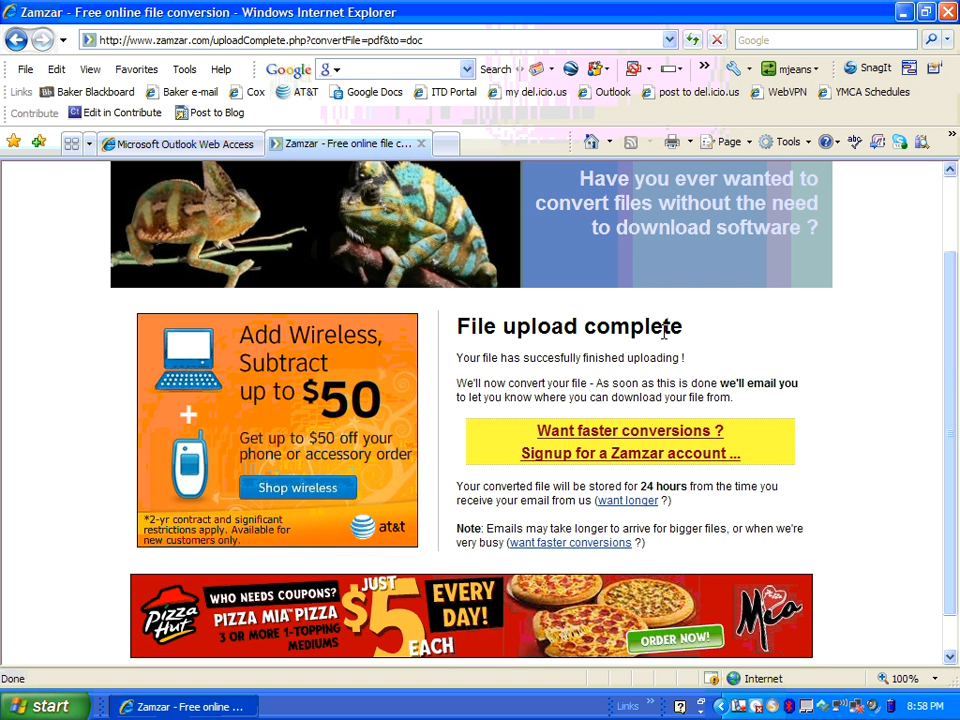 Zamzar - Free online file conversion - Windows Internet Explorer
http://www.zamzar.com/uploadComplete.php?convertFile=pdf&to=doc
Google
File Edit View Favorites Tools Help
Google g Search mjeans SnagIt
Links Baker Blackboard Baker e-mail Cox AT&T Google Docs ITD Portal my del.icio.us Outlook post to del.icio.us WebVPN YMCA Schedules
Contribute Edit in Contribute Post to Blog
Microsoft Outlook Web Access
Zamzar - Free online file c...
Page Tools
Have you ever wanted to
convert files without the need
to download software ?
Add Wireless,
Subtract
up to $50
Get up to $50 off your
phone or accessory order
Shop wireless
*2-yr contract and significant
restrictions apply. Available for
new customers only.
at&t
File upload complete
Your file has succesfully finished uploading !
We'll now convert your file - As soon as this is done we'll email you
to let you know where you can download your file from.
Want faster conversions ?
Signup for a Zamzar account ...
Your converted file will be stored for 24 hours from the time you
receive your email from us (want longer ?)
Note: Emails may take longer to arrive for bigger files, or when we're
very busy (want faster conversions ?)
Pizza Hut
WHO NEEDS COUPONS?
PIZZA MIA™ PIZZA
3 OR MORE 1-TOPPING
MEDIUMS
JUST
$5
EACH
EVERY
DAY!
ORDER NOW!
Pizza
Mia
Done Internet 100%
start Zamzar - Free online ... Links 8:58 PM